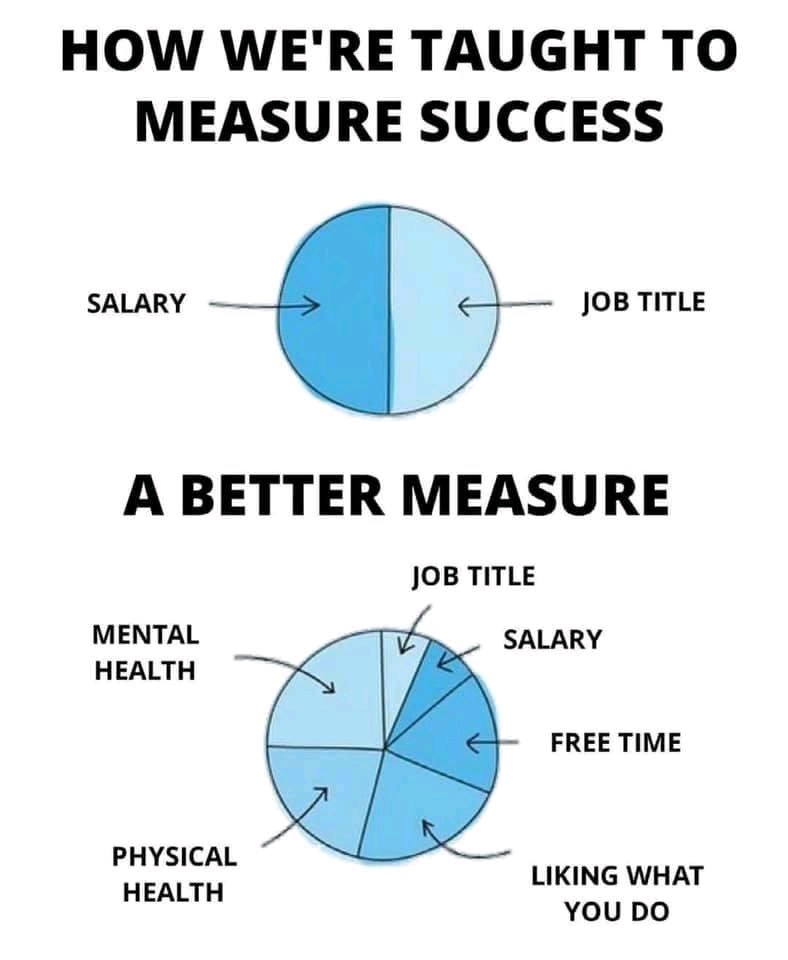 HOW WE'RE TAUGHT TO
MEASURE SUCCESS
SALARY
JOB TITLE
A BETTER MEASURE
JOB TITLE
MENTAL
HEALTH
SALARY
FREE TIME
PHYSICAL
HEALTH
LIKING WHAT
YOU DO